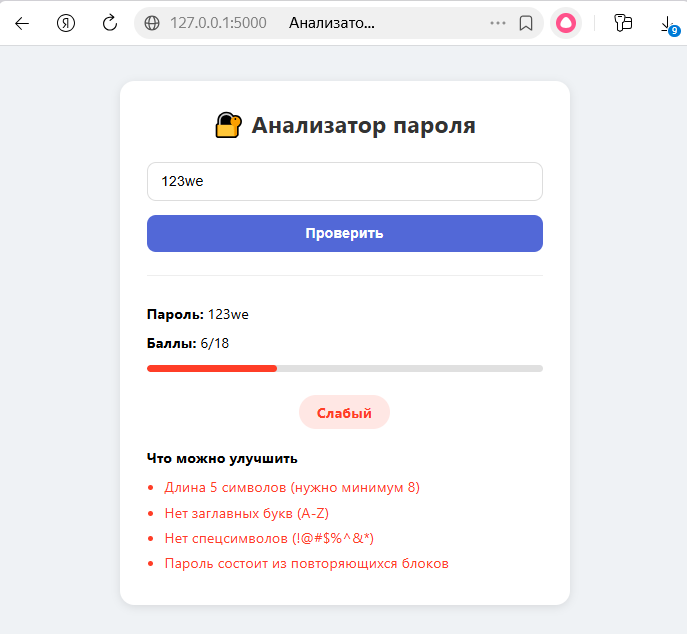 Я 127.0.0.1:5000 Анализато... 9
Анализатор пароля
123we
Проверить
Пароль: 123we
Баллы: 6/18
Слабый
Что можно улучшить
Длина 5 символов (нужно минимум 8)
Нет заглавных букв (A-Z)
Нет спецсимволов (!@#$%^&*)
Пароль состоит из повторяющихся блоков